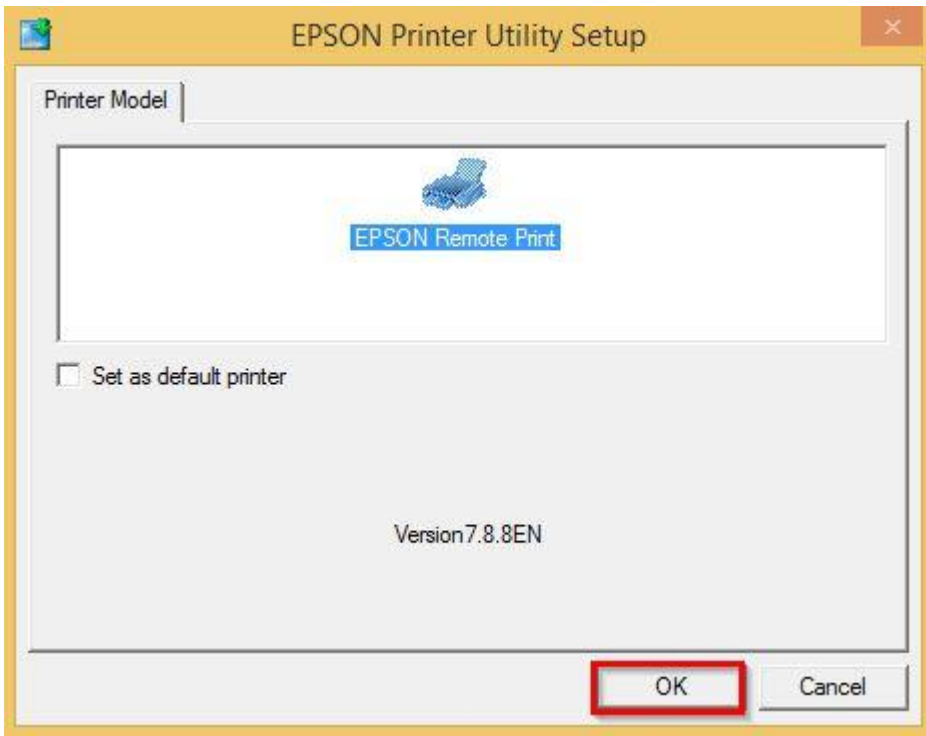 EPSON Printer Utility Setup
Printer Model
EPSON Remote Print
Set as default printer
Version7.8.8EN
OK
Cancel